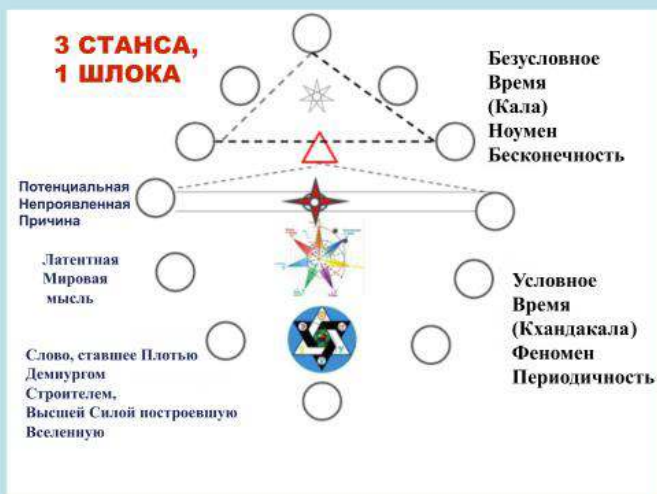 3 СТАНСА,
1 ШЛОКА
Безусловное
Время
(Кала)
Ноумен
Бесконечность
Потенциальная
Непроявленная
Причина
Латентная
Мировая
мысль
Условное
Время
(Кхандакала)
Феномен
Периодичность
Слово, ставшее Плотью
Демиургом
Строителем,
Высшей Силой построевшую
Вселенную